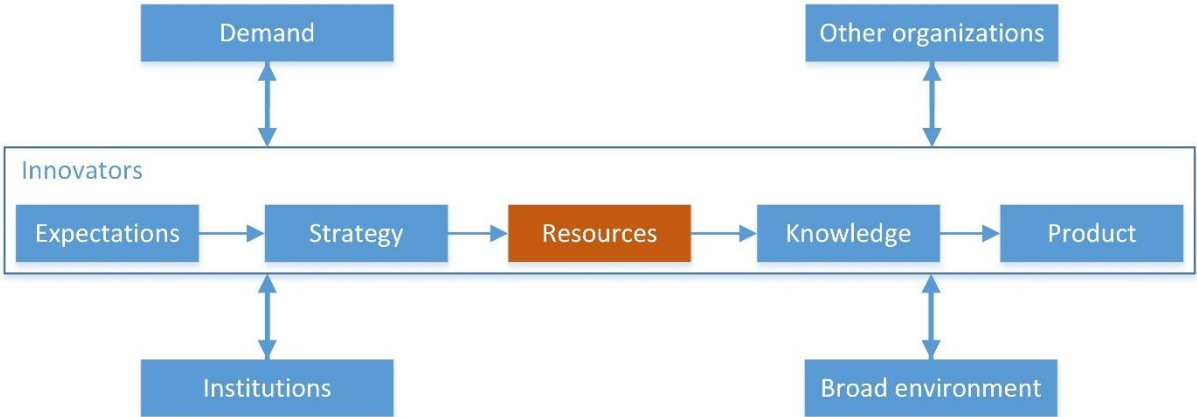 Demand
Other organizations
Innovators
Expectations
Strategy
Resources
Knowledge
Product
Institutions
Broad environment